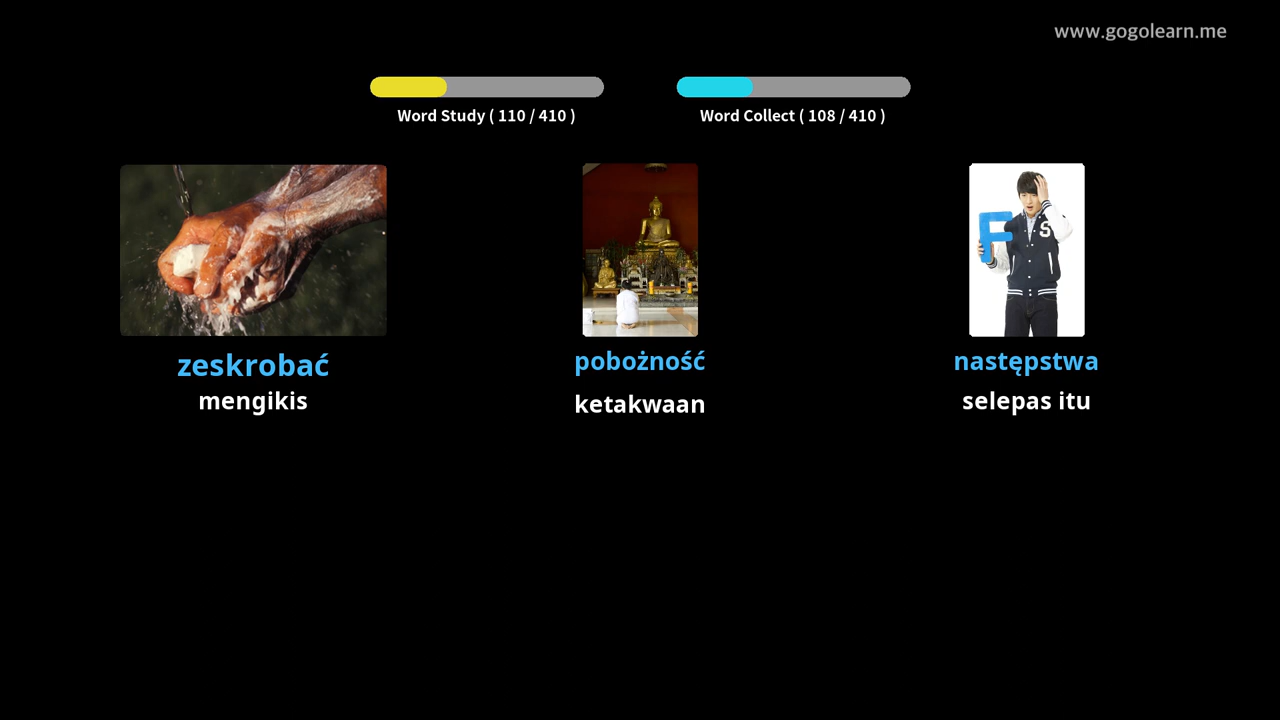 www.gogolearn.me
Word Study ( 110 / 410 )
Word Collect ( 108 / 410 )
zeskrobać
mengikis
pobożność
ketakwaan
następstwa
selepas itu
F
S